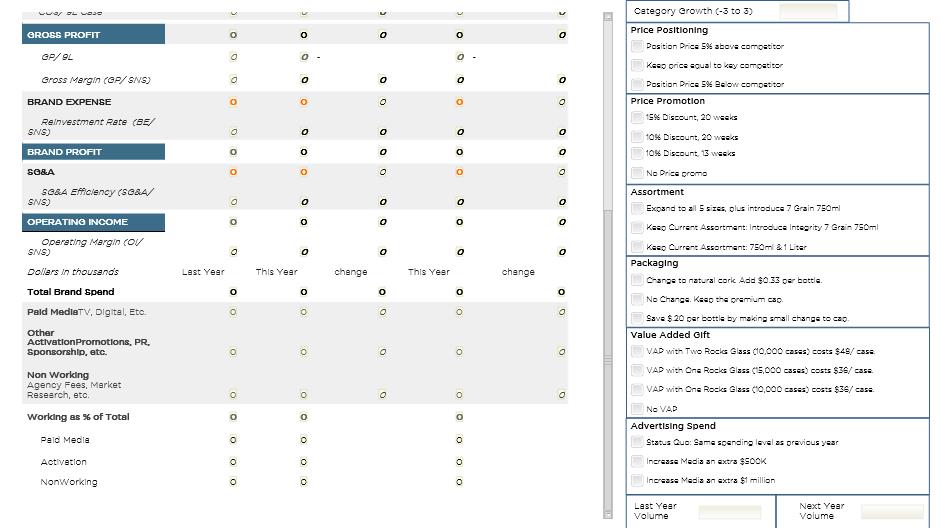 COGS/ 9L Case 0 0 0 0 0
GROSS PROFIT 0 0 0 0 0
GP/ 9L 0 0 - 0 -
Gross Margin (GP/ SNS) 0 0 0 0 0
BRAND EXPENSE 0 0 0 0 0
Reinvestment Rate (BE/
SNS) 0 0 0 0 0
BRAND PROFIT 0 0 0 0 0
SG&A 0 0 0 0 0
SG&A Efficiency (SG&A/
SNS) 0 0 0 0 0
OPERATING INCOME 0 0 0 0 0
Operating Margin (OI/
SNS) 0 0 0 0 0
Dollars in thousands Last Year This Year change This Year change
Total Brand Spend 0 0 0 0 0
Paid MediaTV, Digital, Etc. 0 0 0 0 0
Other
ActivationPromotions, PR,
Sponsorship, etc. 0 0 0 0 0
Non Working
Agency Fees, Market
Research, etc. 0 0 0 0 0
Working as % of Total 0 0 0
Paid Media 0 0 0
Activation 0 0 0
NonWorking 0 0 0
Category Growth (-3 to 3)
Price Positioning
Position Price 5% above competitor
Keep price equal to key competitor
Position Price 5% Below competitor
Price Promotion
15% Discount, 20 weeks
10% Discount, 20 weeks
10% Discount, 13 weeks
No Price promo
Assortment
Expand to all 5 sizes, plus introduce 7 Grain 750ml
Keep Current Assortment: Introduce Integrity 7 Grain 750ml
Keep Current Assortment: 750ml & 1 Liter
Packaging
Change to natural cork. Add $0.33 per bottle.
No Change. Keep the premium cap.
Save $.20 per bottle by making small change to cap.
Value Added Gift
VAP with Two Rocks Glass (10,000 cases) costs $48/ case.
VAP with One Rocks Glass (15,000 cases) costs $36/ case.
VAP with One Rocks Glass (10,000 cases) costs $36/ case.
No VAP
Advertising Spend
Status Quo: Same spending level as previous year
Increase Media an extra $500K
Increase Media an extra $1 million
Last Year
Volume
Next Year
Volume